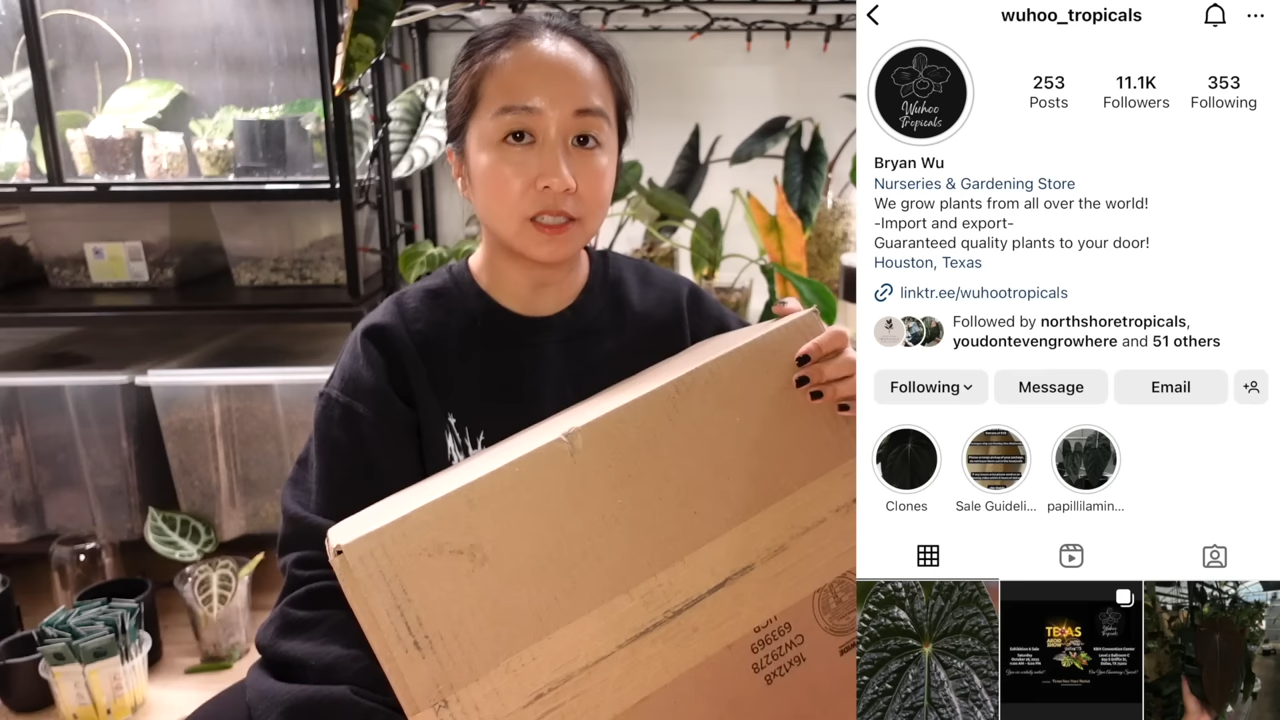 wuhoo_tropicals
Wuhoo
Tropicals
253
Posts
11.1K
Followers
353
Following
Bryan Wu
Nurseries & Gardening Store
We grow plants from all over the world!
-Import and export-
Guaranteed quality plants to your door!
Houston, Texas
linktr.ee/wuhootropicals
Followed by northshoretropicals,
youdontevengrowhere and 51 others
Following
Message
Email
Clones
Sale Guideli...
papillilamin...
TEXAS
16x12x8
CW29278
693969
UCB